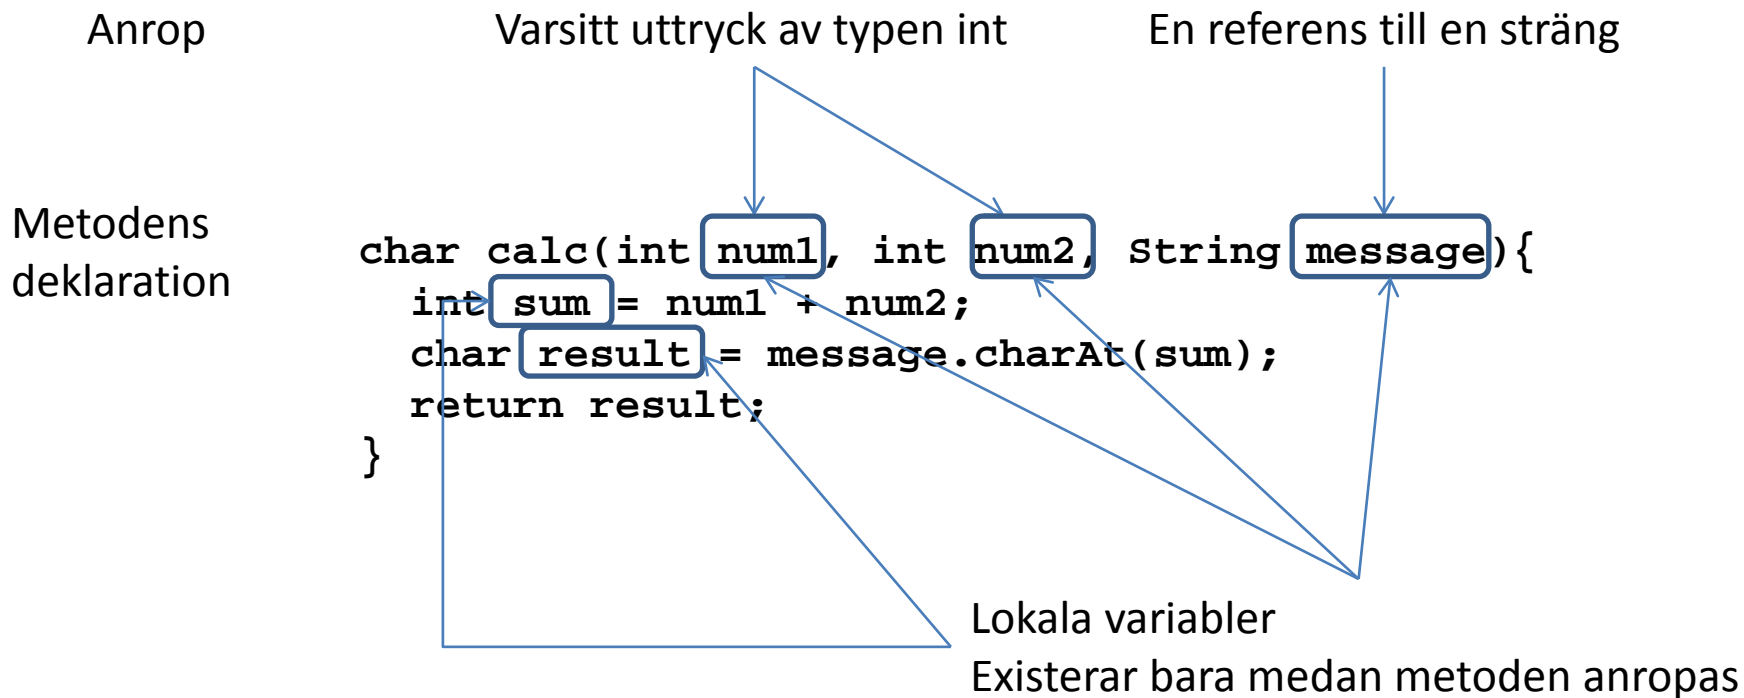 Anrop Varsitt uttryck av typen int En referens till en sträng
Metodens
deklaration
char calc(int num1, int num2, String message){
int sum = num1 + num2;
char result = message.charAt(sum);
return result;
}
Lokala variabler
Existerar bara medan metoden anropas